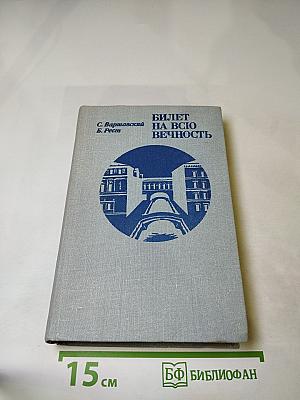 С. Варшавский
Б. Рест
БИЛЕТ
НА ВСЮ
ВЕЧНОСТЬ
15 см
БФ БИБЛИОФАН